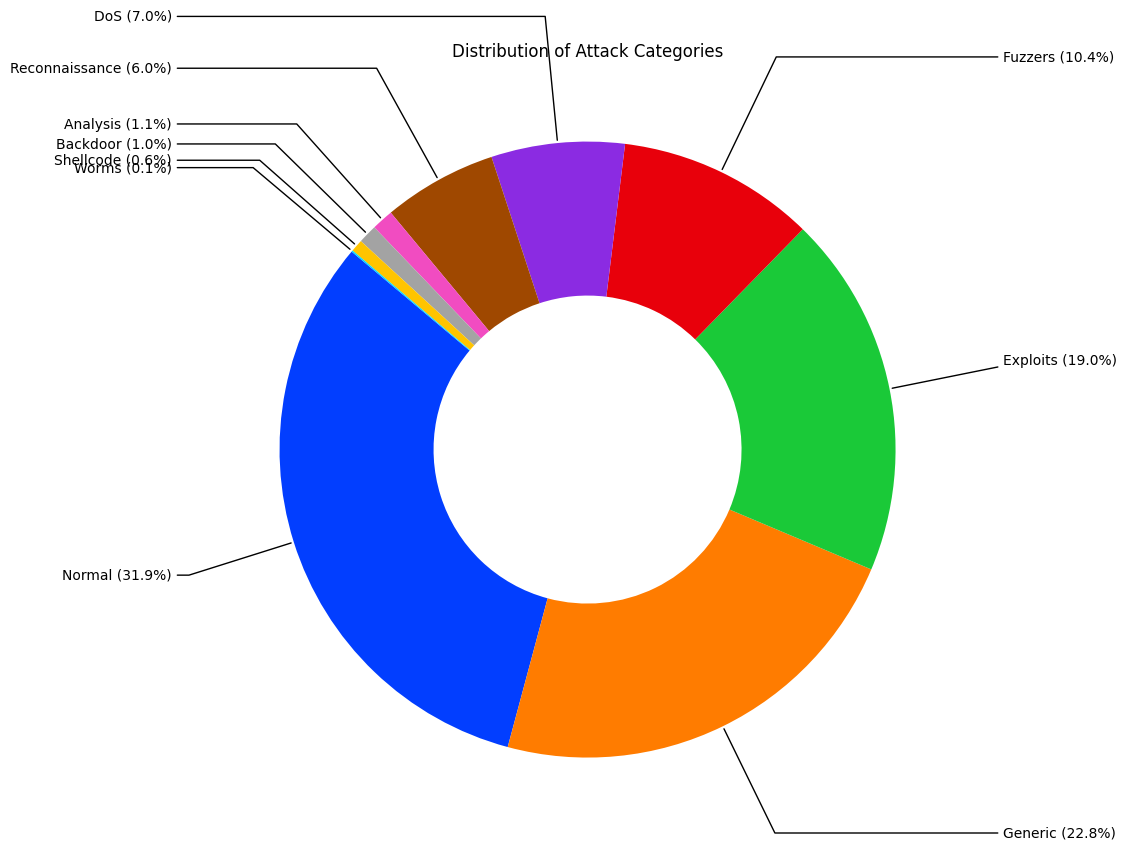 DoS (7.0%)
Distribution of Attack Categories
Fuzzers (10.4%)
Reconnaissance (6.0%)
Analysis (1.1%)
Backdoor (1.0%)
Shellcode (0.6%)
Worms (0.1%)
Exploits (19.0%)
Normal (31.9%)
Generic (22.8%)